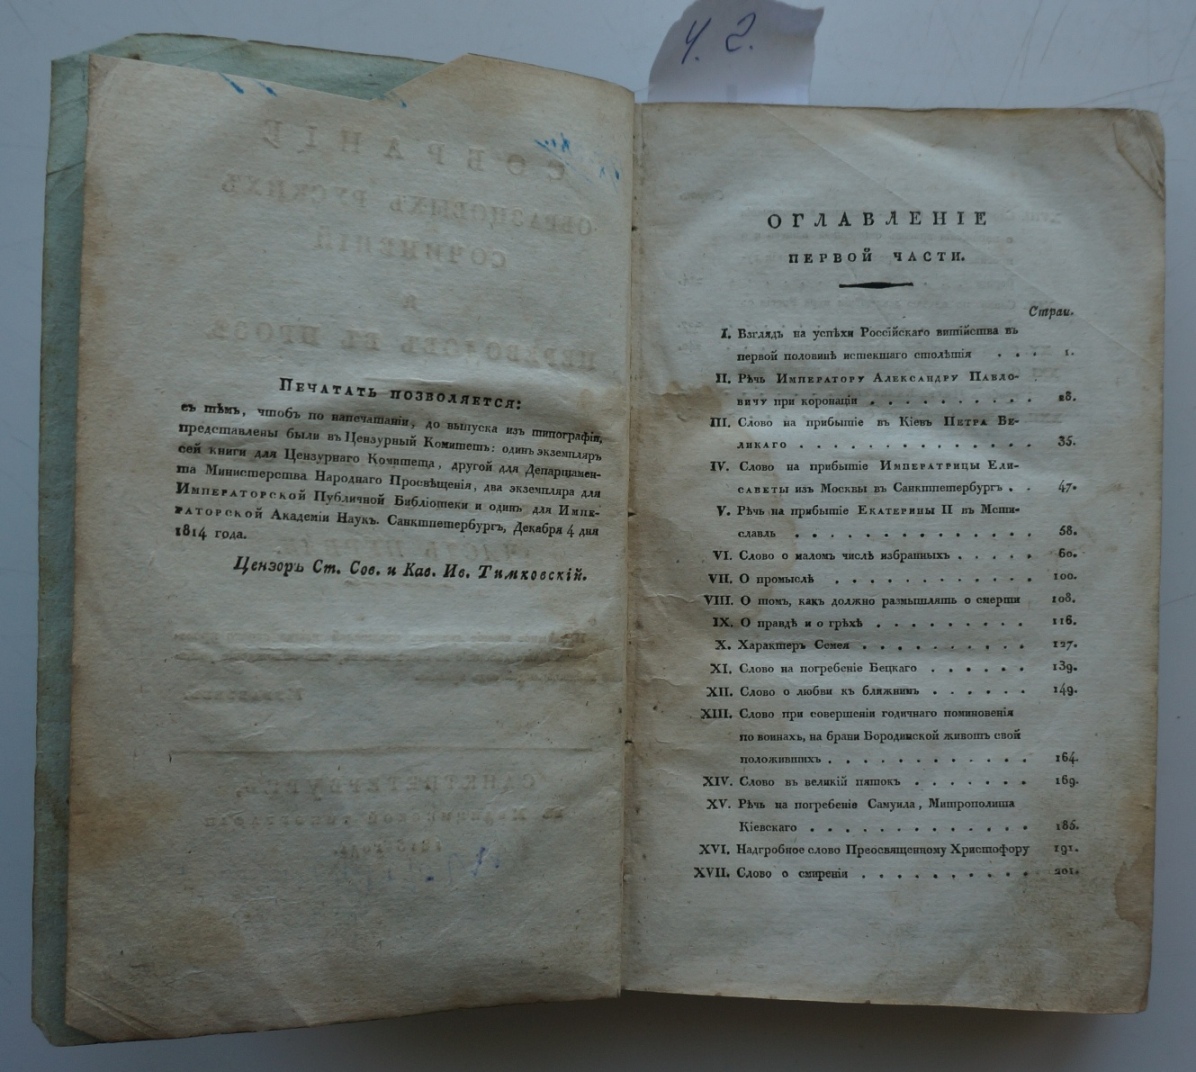 Ч. 2.
ПЕЧАТАТЬ ПОЗВОЛЯЕТСЯ:
съ тѣмъ, чтобъ по напечатаніи, до выпуска изъ типографіи,
представлены были въ Цензурный Комитетъ: одинъ экземпляръ
сей книги для Цензурнаго Комитета, другой для Департамен-
та Министерства Народнаго Просвѣщенія, два экземпляра для
ИМПЕРАТОРСКОЙ Публичной Библіотеки и одинъ для ИМПЕ-
РАТОРСКОЙ Академіи Наукъ. Санктпетербургъ, Декабря 4 дня
1814 года.
Цензоръ Ст. Сов. и Кав. Ив. Тимковскій.
ОГЛАВЛЕНІЕ
ПЕРВОЙ ЧАСТИ.
Стран.
I. Взглядъ на успѣхи Россійскаго витійства въ
первой половинѣ истекшаго столѣтія . . . 1.
II. Рѣчь ИМПЕРАТОРУ АЛЕКСАНДРУ ПАВЛО-
ВИЧУ при коронаціи . . . . . . . . . . 28.
III. Слово на прибытіе въ Кіевъ ПЕТРА ВЕ-
ЛИКАГО . . . . . . . . . . . . . 35.
IV. Слово на прибытіе ИМПЕРАТРИЦЫ ЕЛИ-
САВЕТЫ изъ Москвы въ Санктпетербургъ . . 47.
V. Рѣчь на прибытіе ЕКАТЕРИНЫ II въ Мсти-
славль . . . . . . . . . . . . . 58.
VI. Слово о маломъ числѣ избранныхъ . . . . . 60.
VII. О промыслѣ . . . . . . . . . . . 100.
VIII. О томъ, какъ должно размышлять о смерти 108.
IX. О правдѣ и о грѣхѣ . . . . . . . . . 116.
X. Характеръ Семея . . . . . . . . . . 127.
XI. Слово на погребеніе Бецкаго . . . . . . 139.
XII. Слово о любви къ ближнимъ . . . . . . 149.
XIII. Слово при совершеніи годичнаго поминовенія
по воинахъ, на брани Бородинской животъ свой
положившихъ . . . . . . . . . . . . 164.
XIV. Слово въ великій пятокъ . . . . . . . 169.
XV. Рѣчь на погребеніе Самуила, Митрополита
Кіевскаго . . . . . . . . . . . . . 185.
XVI. Надгробное слово Преосвященному Христофору 191.
XVII. Слово о смиреніи . . . . . . . . . . 201.